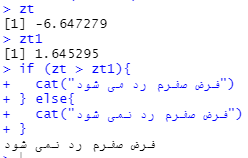 > zt
[1] -6.647279
> zt1
[1] 1.645295
> if (zt > zt1){
+   cat("فرض صفرم رد می شود")
+ } else{
+   cat("فرض صفرم رد نمی شود")
+ }
فرض صفرم رد نمی شود
>